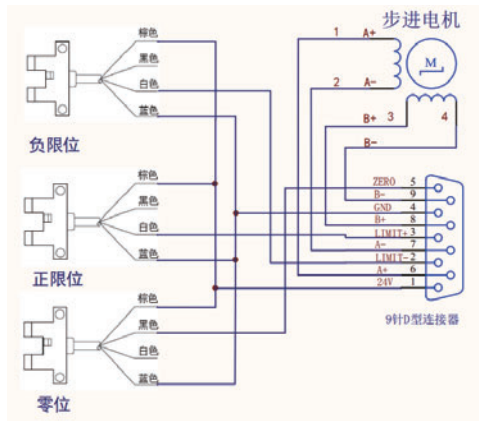 步进电机
1 A+
M
2 A-
B+ 3 4
B-
棕色
黑色
白色
蓝色
负限位
棕色
黑色
白色
蓝色
正限位
棕色
黑色
白色
蓝色
零位
ZERO 5
B- 9
GND 4
B+ 8
LIMIT+ 3
A- 7
LIMIT- 2
A+ 6
24V 1
9针D型连接器